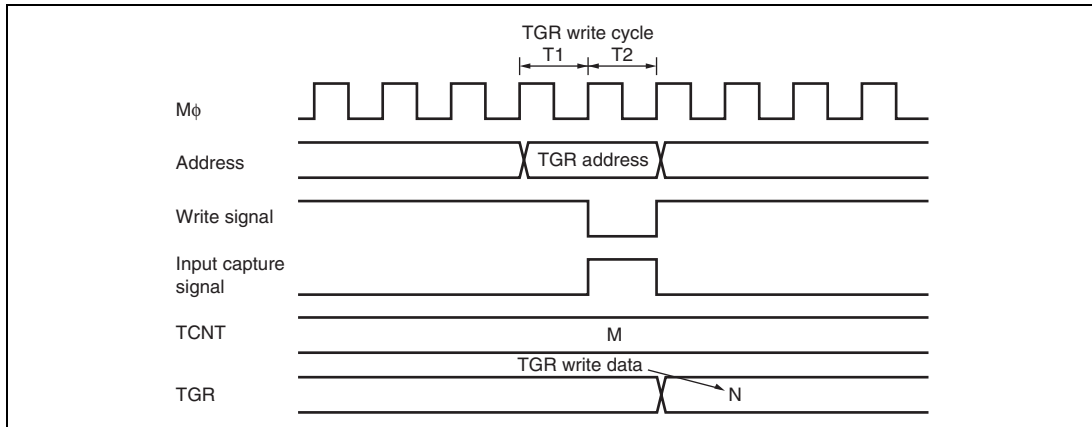 TGR write cycle
T1 T2
Mϕ
Address
TGR address
Write signal
Input capture
signal
TCNT
M
TGR write data
TGR
N